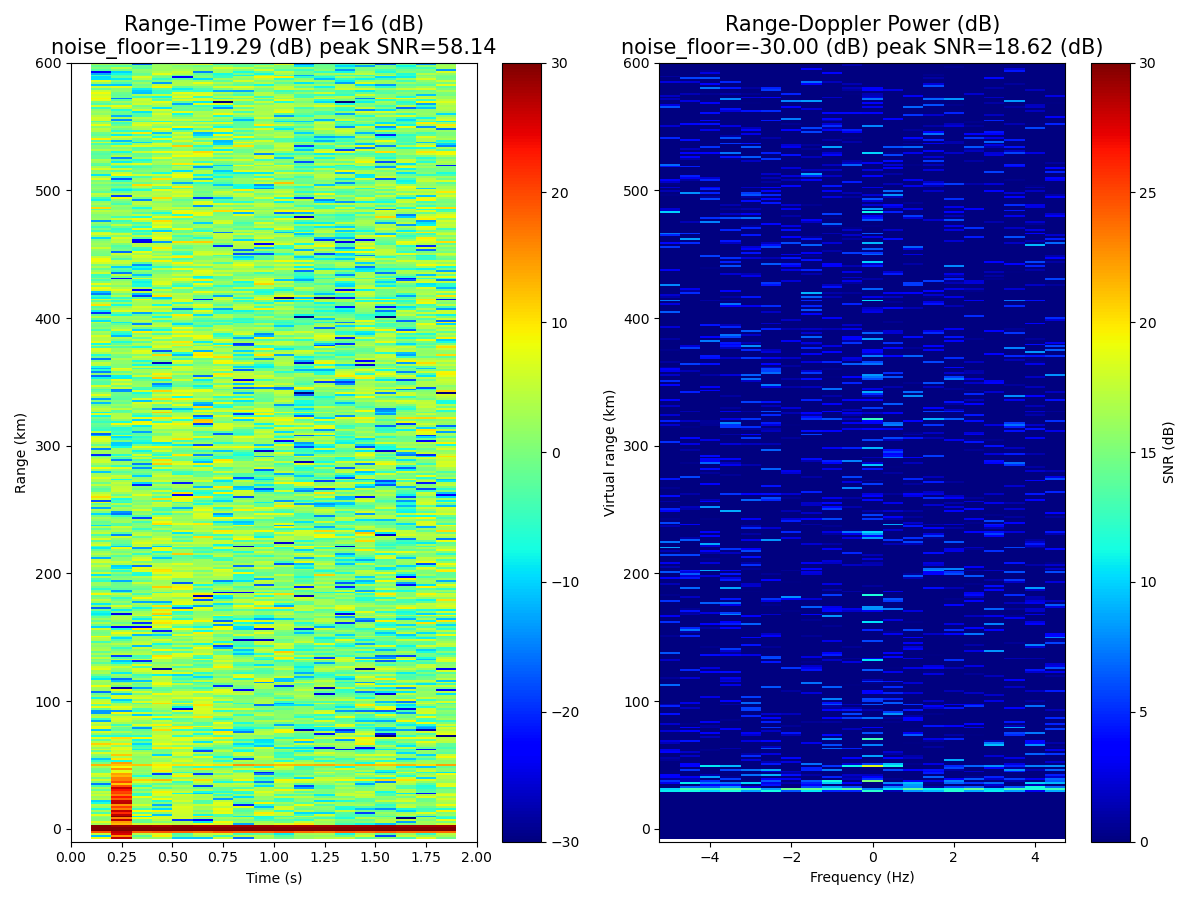 Range-Time Power f=16 (dB)
noise_floor=-119.29 (dB) peak SNR=58.14
600
500
400
300
200
100
0
Range (km)
0.00 0.25 0.50 0.75 1.00 1.25 1.50 1.75 2.00
Time (s)
30
20
10
0
−10
−20
−30
Range-Doppler Power (dB)
noise_floor=-30.00 (dB) peak SNR=18.62 (dB)
600
500
400
300
200
100
0
Virtual range (km)
−4 −2 0 2 4
Frequency (Hz)
30
25
20
15
10
5
0
SNR (dB)